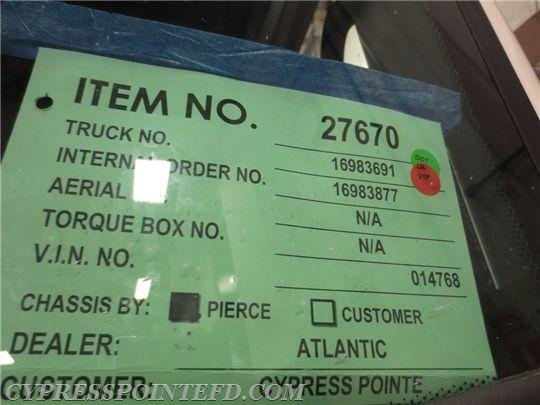 ITEM NO. 27670
TRUCK NO. 16983691
INTERNAL ORDER NO. 16983877
AERIAL N/A
TORQUE BOX NO. N/A
V.I.N. NO. 014768
DOT
UL
VIP
CHASSIS BY: PIERCE CUSTOMER
DEALER: ATLANTIC
CUSTOMER: CYPRESS POINTE
CYPRESSPOINTEFD.COM